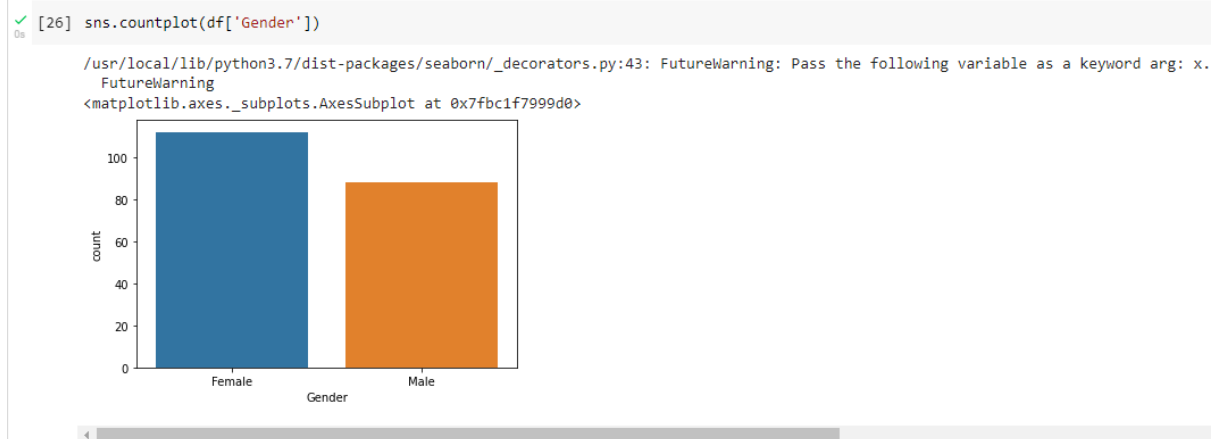 [26] sns.countplot(df['Gender'])
0s
/usr/local/lib/python3.7/dist-packages/seaborn/_decorators.py:43: FutureWarning: Pass the following variable as a keyword arg: x.
FutureWarning
<matplotlib.axes._subplots.AxesSubplot at 0x7fbc1f7999d0>
100
80
60
40
20
0
count
Female Male
Gender